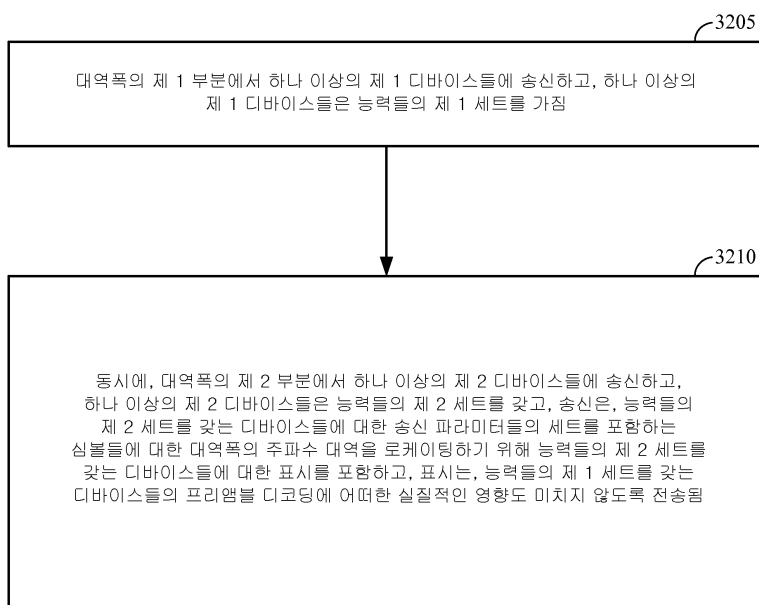 3205
대역폭의 제 1 부분에서 하나 이상의 제 1 디바이스들에 송신하고, 하나 이상의
제 1 디바이스들은 능력들의 제 1 세트를 가짐
3210
동시에, 대역폭의 제 2 부분에서 하나 이상의 제 2 디바이스들에 송신하고,
하나 이상의 제 2 디바이스들은 능력들의 제 2 세트를 갖고, 송신은, 능력들의
제 2 세트를 갖는 디바이스들에 대한 송신 파라미터들의 세트를 포함하는
심볼들에 대한 대역폭의 주파수 대역을 로케이팅하기 위해 능력들의 제 2 세트를
갖는 디바이스들에 대한 표시를 포함하고, 표시는, 능력들의 제 1 세트를 갖는
디바이스들의 프리앰블 디코딩에 어떠한 실질적인 영향도 미치지 않도록 전송됨